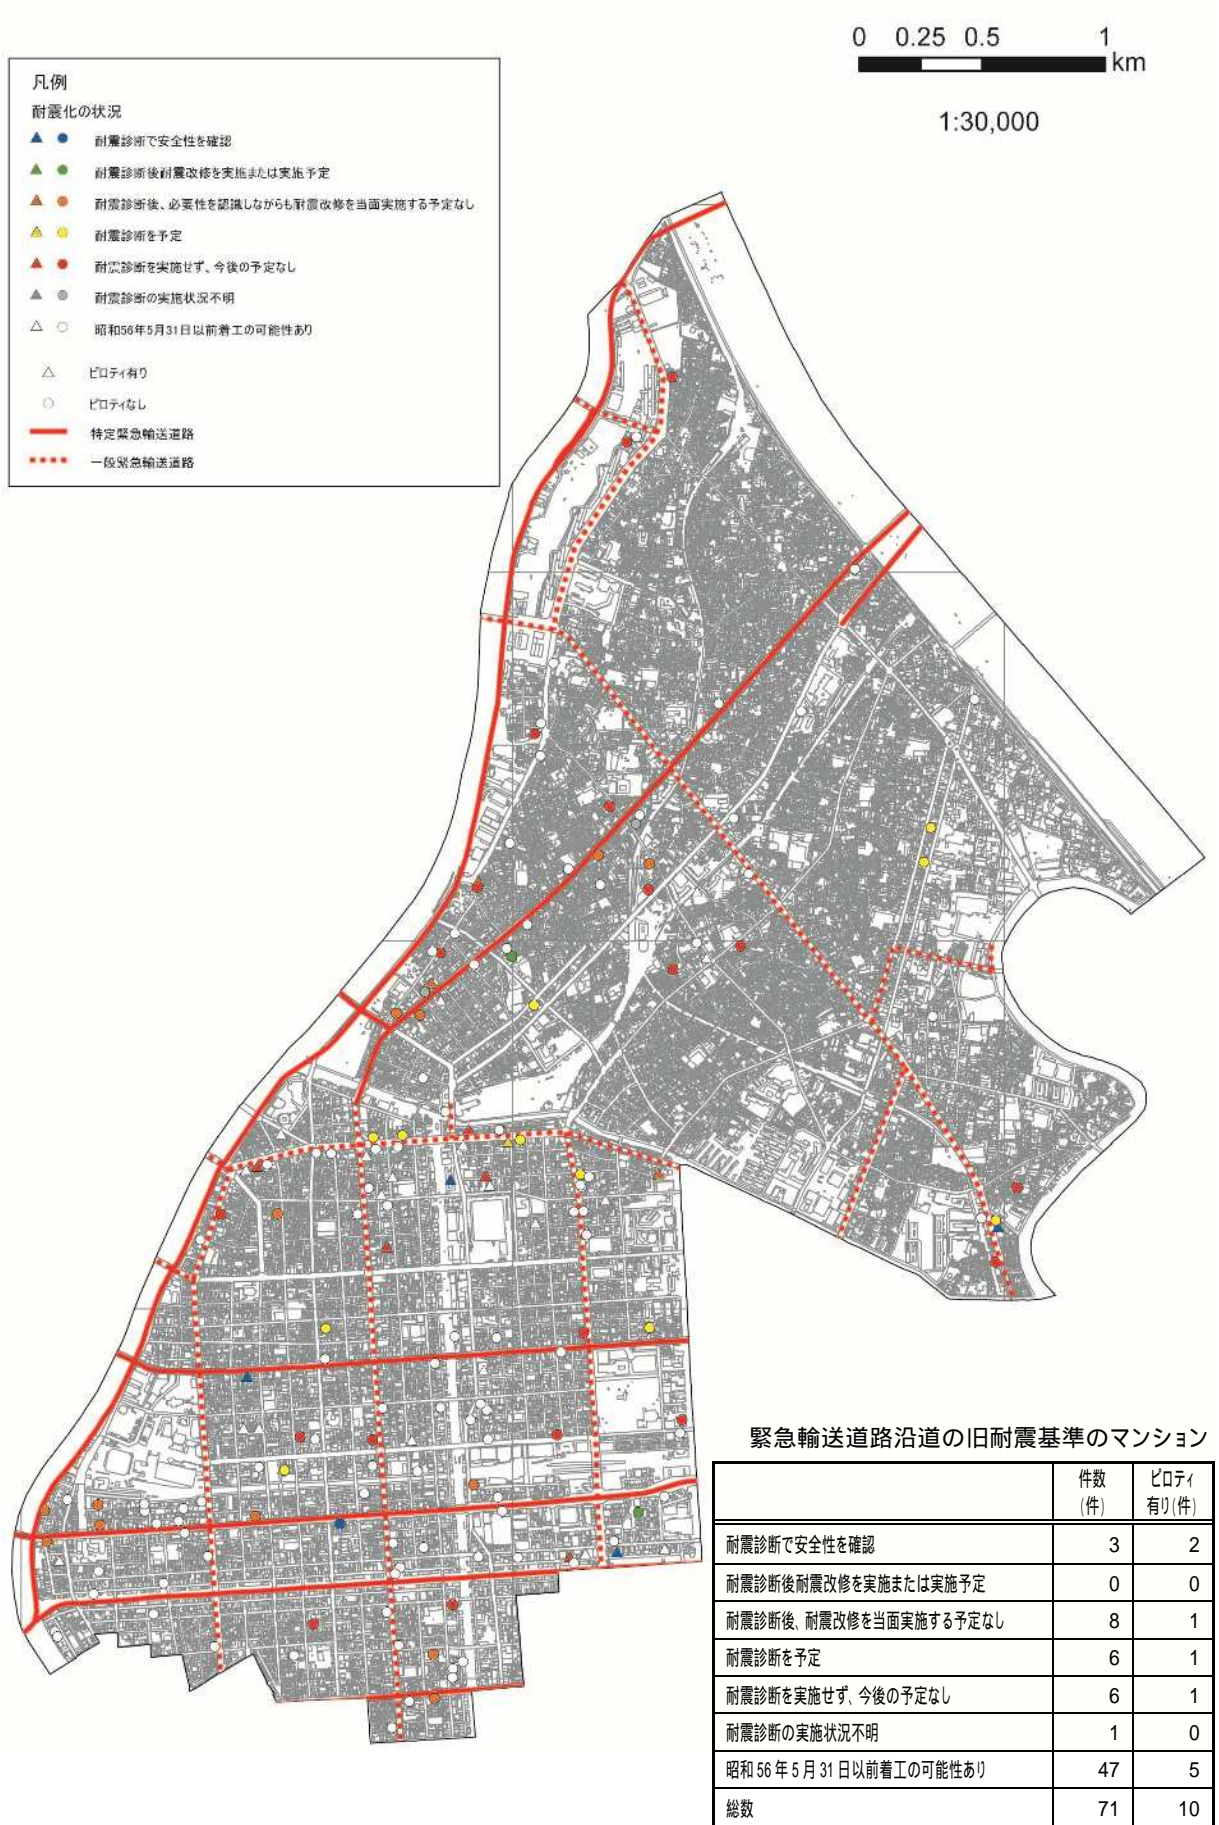 0 0.25 0.5 1
km
1:30,000
凡例
耐震化の状況
耐震診断で安全性を確認
耐震診断後耐震改修を実施または実施予定
耐震診断後、必要性を認識しながらも耐震改修を当面実施する予定なし
耐震診断を予定
耐震診断を実施せず、今後の予定なし
耐震診断の実施状況不明
昭和56年5月31日以前着工の可能性あり
ピロティ有り
ピロティなし
特定緊急輸送道路
一般緊急輸送道路
緊急輸送道路沿道の旧耐震基準のマンション
件数 ピロティ
(件) 有り(件)
耐震診断で安全性を確認 3 2
耐震診断後耐震改修を実施または実施予定 0 0
耐震診断後、耐震改修を当面実施する予定なし 8 1
耐震診断を予定 6 1
耐震診断を実施せず、今後の予定なし 6 1
耐震診断の実施状況不明 1 0
昭和 56 年 5 月 31 日以前着工の可能性あり 47 5
総数 71 10